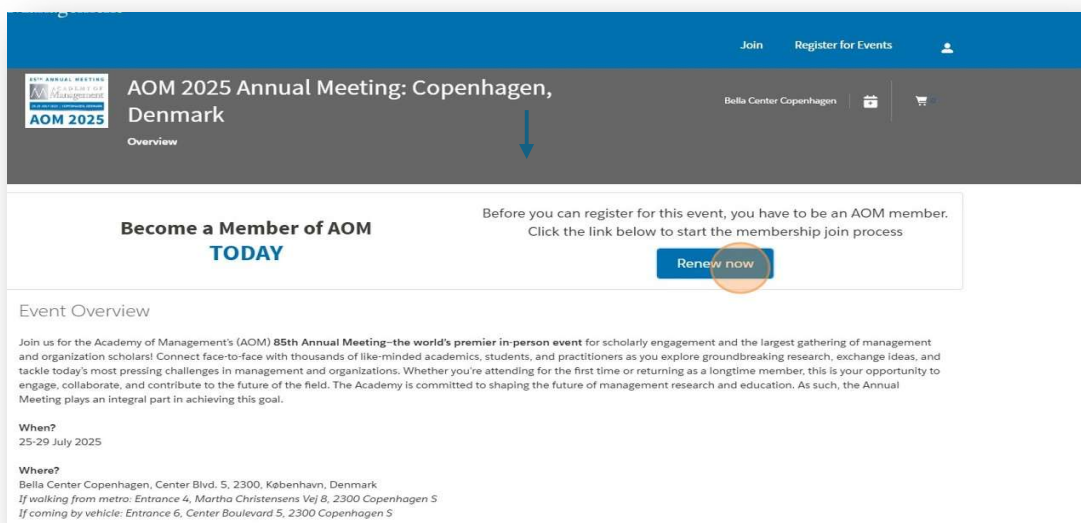 Join Register for Events
85TH ANNUAL MEETING
ACADEMY OF
Management
AOM 2025
AOM 2025 Annual Meeting: Copenhagen,
Denmark
Overview
Bella Center Copenhagen
Become a Member of AOM
TODAY
Before you can register for this event, you have to be an AOM member.
Click the link below to start the membership join process
Renew now
Event Overview
Join us for the Academy of Management's (AOM) 85th Annual Meeting—the world's premier in-person event for scholarly engagement and the largest gathering of management
and organization scholars! Connect face-to-face with thousands of like-minded academics, students, and practitioners as you explore groundbreaking research, exchange ideas, and
tackle today's most pressing challenges in management and organizations. Whether you're attending for the first time or returning as a longtime member, this is your opportunity to
engage, collaborate, and contribute to the future of the field. The Academy is committed to shaping the future of management research and education. As such, the Annual
Meeting plays an integral part in achieving this goal.
When?
25-29 July 2025
Where?
Bella Center Copenhagen, Center Blvd. 5, 2300, København, Denmark
If walking from metro: Entrance 4, Martha Christensens Vej 8, 2300 Copenhagen S
If coming by vehicle: Entrance 6, Center Boulevard 5, 2300 Copenhagen S